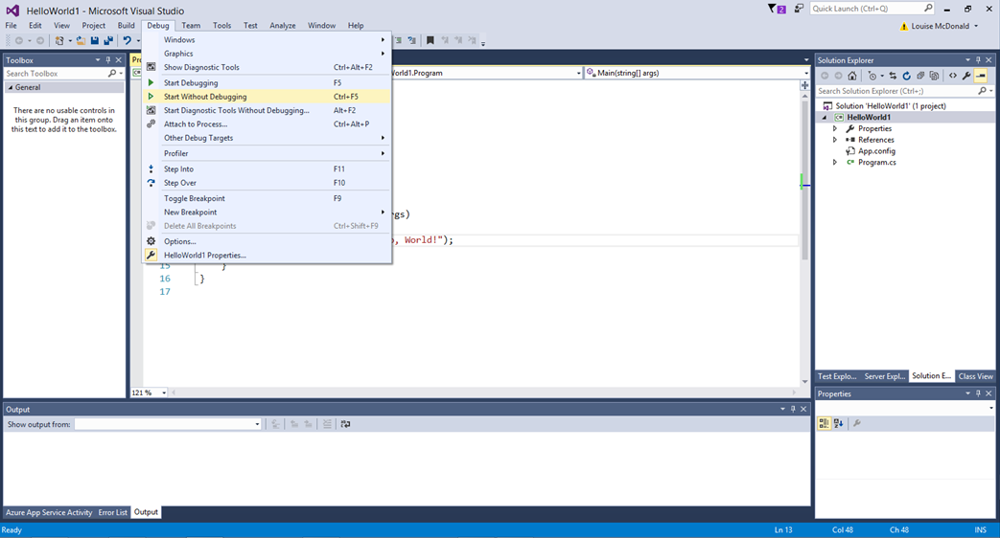 HelloWorld1 - Microsoft Visual Studio
2
Quick Launch (Ctrl+Q)
File Edit View Project Build Debug Team Tools Test Analyze Window Help
Louise McDonald
Toolbox
Search Toolbox
General
There are no usable controls in
this group. Drag an item onto
this text to add it to the toolbox.
Windows
Graphics
Show Diagnostic Tools Ctrl+Alt+F2
Start Debugging F5
Start Without Debugging Ctrl+F5
Start Diagnostic Tools Without Debugging... Alt+F2
Attach to Process... Ctrl+Alt+P
Other Debug Targets
Profiler
Step Into F11
Step Over F10
Toggle Breakpoint F9
New Breakpoint
Delete All Breakpoints Ctrl+Shift+F9
Options...
HelloWorld1 Properties...
Pro
World1.Program
Main(string[] args)
rgs)
o, World!");
15 }
16 }
17
121 %
Solution Explorer
Search Solution Explorer (Ctrl+;)
Solution 'HelloWorld1' (1 project)
C# HelloWorld1
Properties
References
App.config
C# Program.cs
Test Explo... Server Expl... Solution E... Class View
Properties
Output
Show output from:
Azure App Service Activity Error List Output
Ready Ln 13 Col 48 Ch 48 INS